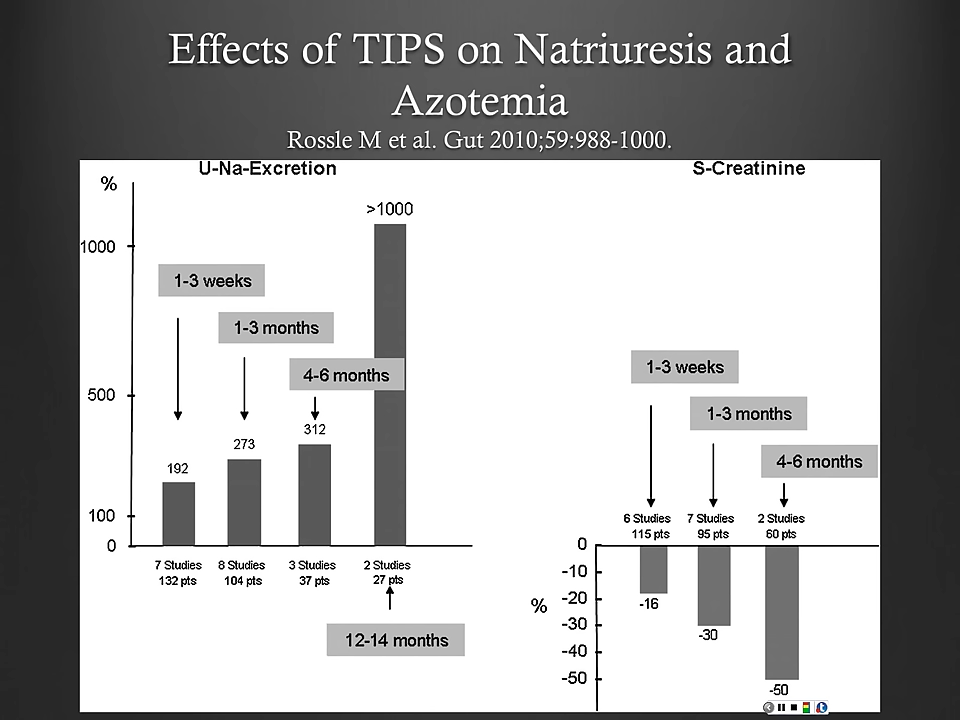 Effects of TIPS on Natriuresis and
Azotemia
Rossle M et al. Gut 2010;59:988-1000.
U-Na-Excretion
%
>1000
1000
1-3 weeks
1-3 months
4-6 months
500
312
273
192
100
0
7 Studies
132 pts
8 Studies
104 pts
3 Studies
37 pts
2 Studies
27 pts
12-14 months
S-Creatinine
1-3 weeks
1-3 months
4-6 months
6 Studies
115 pts
7 Studies
95 pts
2 Studies
60 pts
0
-10
-20
%
-30
-40
-50
-16
-30
-50